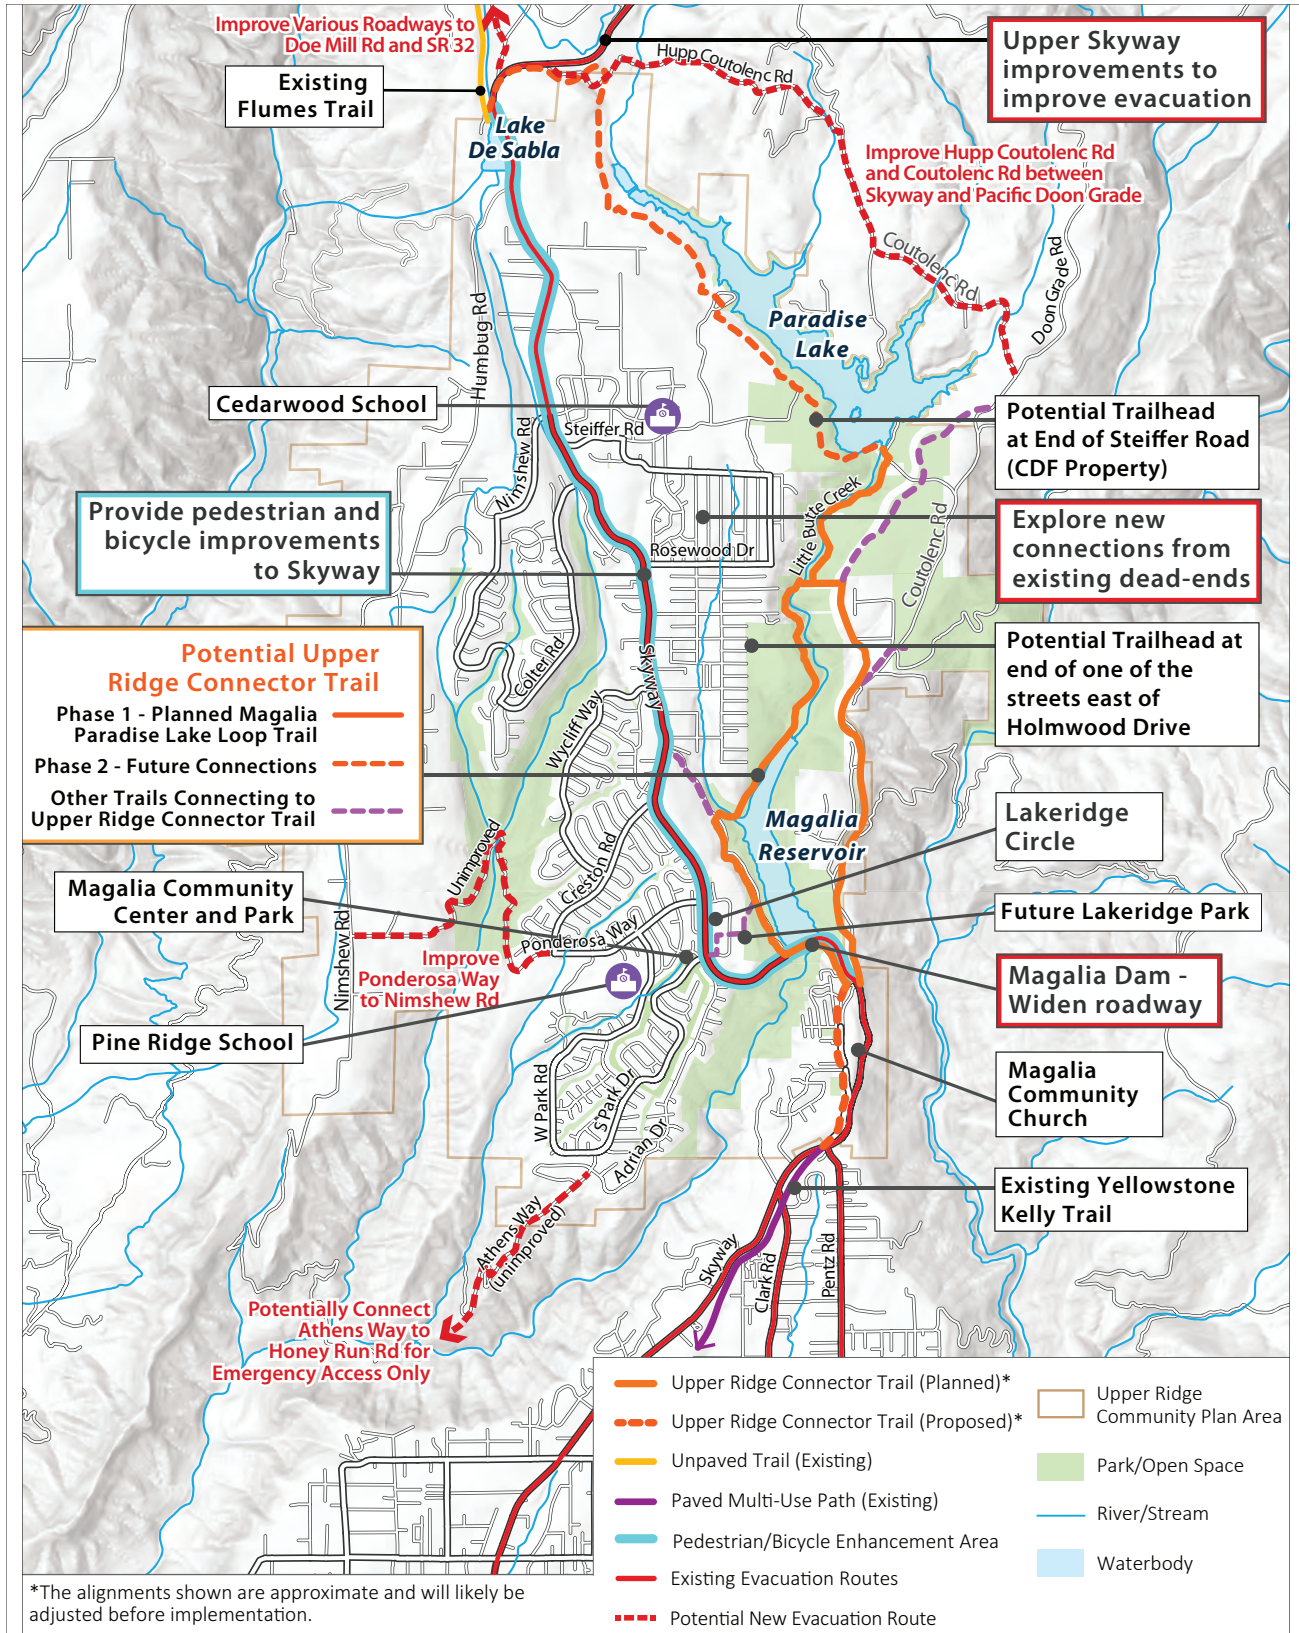 Improve Various Roadways to
Doe Mill Rd and SR 32
Existing
Flumes Trail
Lake
De Sabla
Hupp Coutolenc Rd
Upper Skyway
improvements to
improve evacuation
Improve Hupp Coutolenc Rd
and Coutolenc Rd between
Skyway and Pacific Doon Grade
Coutolenc Rd
Doon Grade Rd
Humbug Rd
Paradise
Lake
Cedarwood School
Steiffer Rd
Nimshew Rd
Potential Trailhead
at End of Steiffer Road
(CDF Property)
Provide pedestrian and
bicycle improvements
to Skyway
Rosewood Dr
Little Butte Creek
Coutolenc Rd
Explore new
connections from
existing dead-ends
Colter Rd
Skyway
Wycliff Way
Potential Trailhead at
end of one of the
streets east of
Holmwood Drive
Potential Upper
Ridge Connector Trail
Phase 1 - Planned Magalia
Paradise Lake Loop Trail
Phase 2 - Future Connections
Other Trails Connecting to
Upper Ridge Connector Trail
Magalia
Reservoir
Lakeridge
Circle
Unimproved
Creston Rd
Magalia Community
Center and Park
Nimshew Rd
Ponderosa Way
Improve
Ponderosa Way
to Nimshew Rd
Future Lakeridge Park
Magalia Dam -
Widen roadway
Pine Ridge School
W Park Rd
S Park Dr
Adrian Dr
Magalia
Community
Church
Existing Yellowstone
Kelly Trail
Athens Way
(unimproved)
Skyway
Clark Rd
Pentz Rd
Potentially Connect
Athens Way to
Honey Run Rd for
Emergency Access Only
Upper Ridge Connector Trail (Planned)*
Upper Ridge Connector Trail (Proposed)*
Unpaved Trail (Existing)
Paved Multi-Use Path (Existing)
Pedestrian/Bicycle Enhancement Area
Existing Evacuation Routes
Potential New Evacuation Route
Upper Ridge
Community Plan Area
Park/Open Space
River/Stream
Waterbody
*The alignments shown are approximate and will likely be
adjusted before implementation.